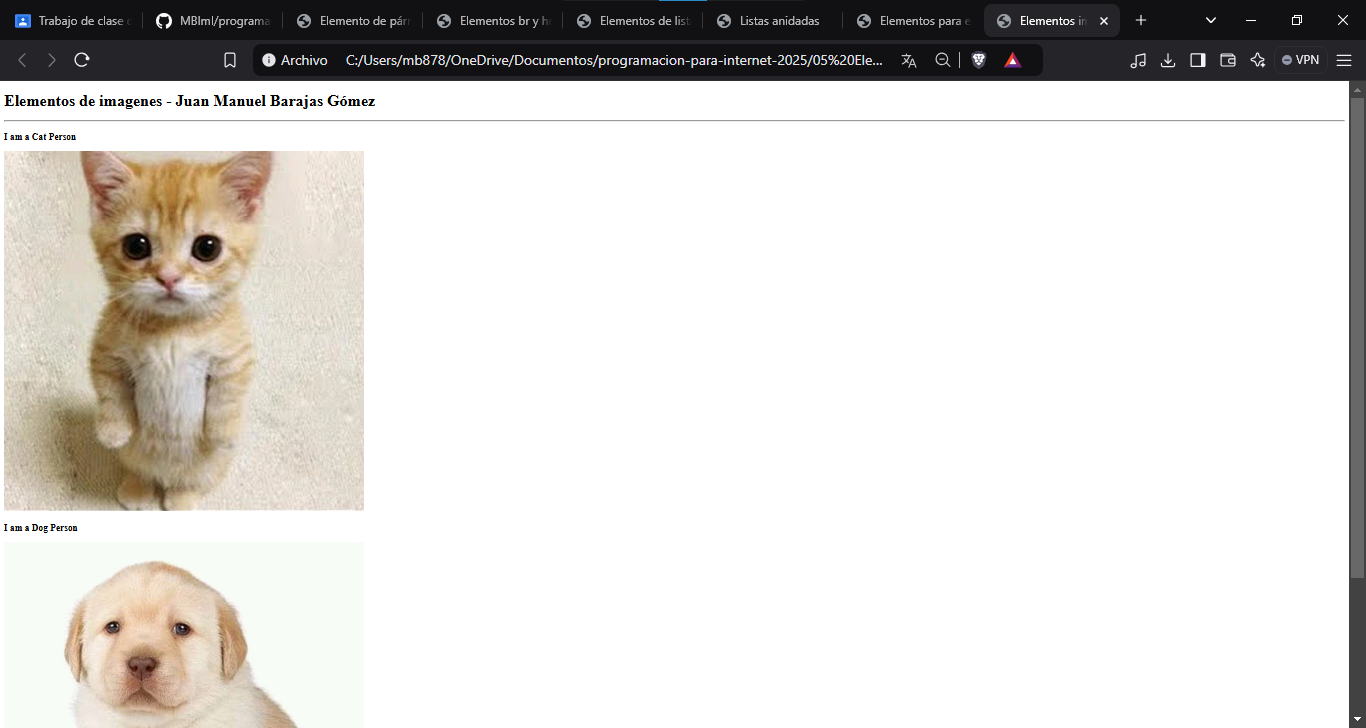 Trabajo de clase
MBIml/programa
Elemento de pár
Elementos br y h
Elementos de list
Listas anidadas
Elementos para e
Elementos i
Archivo
C:/Users/mb878/OneDrive/Documentos/programacion-para-internet-2025/05%20Ele...
VPN
Elementos de imagenes - Juan Manuel Barajas Gómez
I am a Cat Person
I am a Dog Person